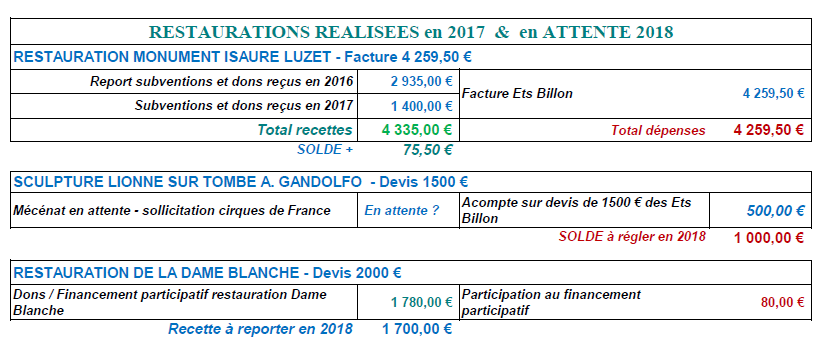 RESTAURATIONS REALISEES en 2017 & en ATTENTE 2018
RESTAURATION MONUMENT ISAURE LUZET - Facture 4 259,50 €
Report subventions et dons reçus en 2016 2 935,00 €
Facture Ets Billon 4 259,50 €
Subventions et dons reçus en 2017 1 400,00 €
Total recettes 4 335,00 € Total dépenses 4 259,50 €
SOLDE + 75,50 €
SCULPTURE LIONNE SUR TOMBE A. GANDOLFO - Devis 1500 €
Mécénat en attente - sollicitation cirques de France En attente ? Acompte sur devis de 1500 € des Ets
Billon 500,00 €
SOLDE à régler en 2018 1 000,00 €
RESTAURATION DE LA DAME BLANCHE - Devis 2000 €
Dons / Financement participatif restauration Dame
Blanche 1 780,00 € Participation au financement
participatif 80,00 €
Recette à reporter en 2018 1 700,00 €